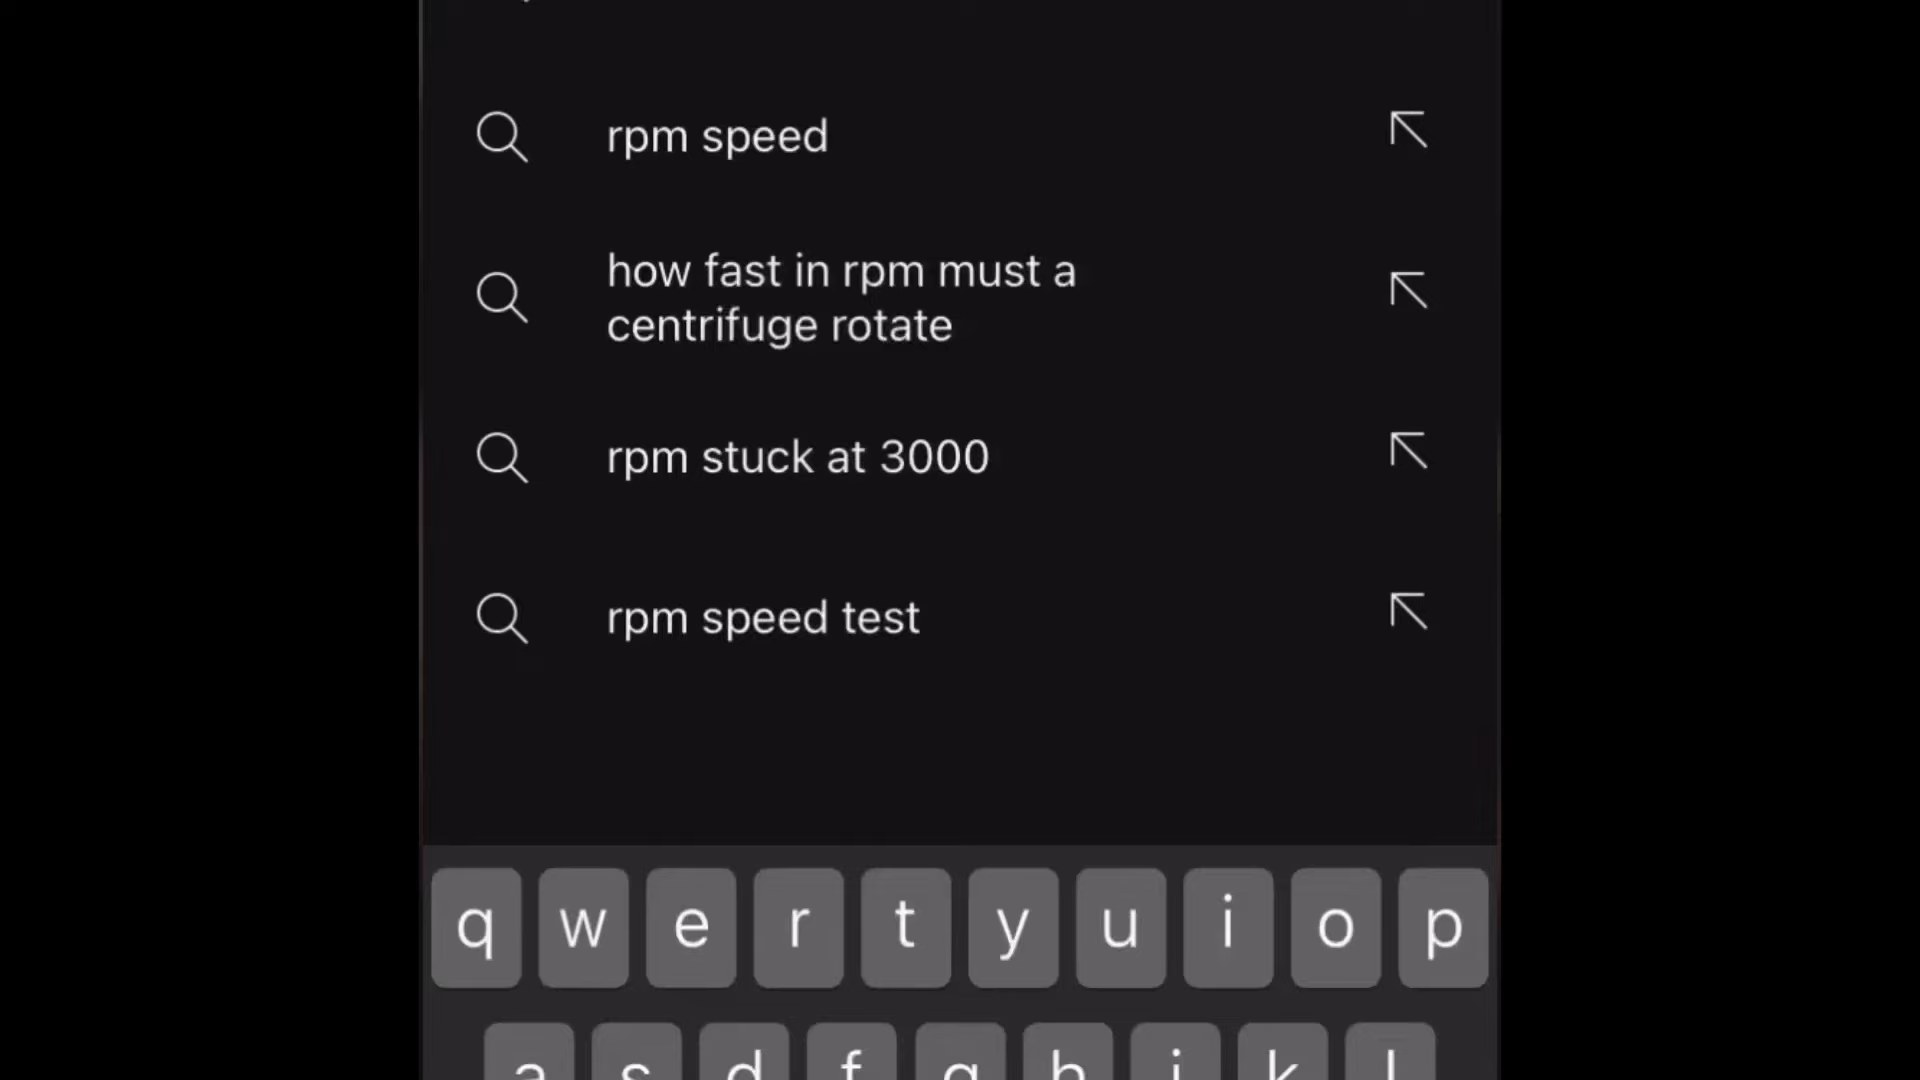 rpm speed
how fast in rpm must a
centrifuge rotate
rpm stuck at 3000
rpm speed test
q w e r t y u i o p
a s d f g h j k l